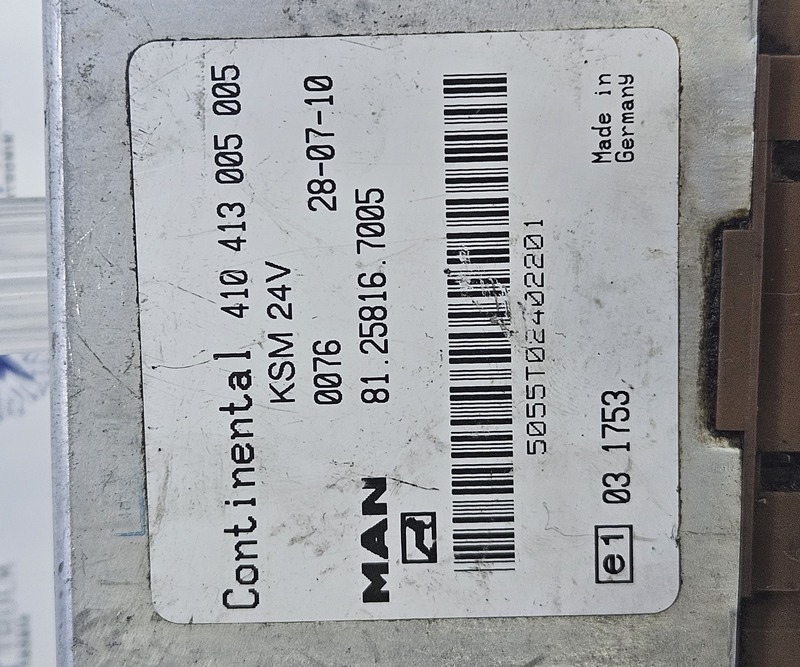 Continental 410 413 005 005
KSM 24V
0076 28-07-10
81.25816.7005
MAN
5055T02402201
e1 03 1753
Made in
Germany